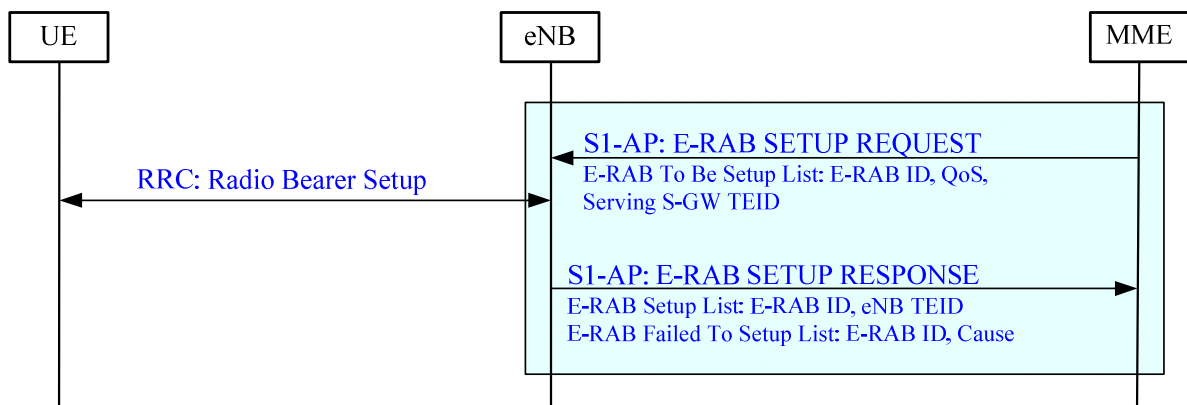 UE
eNB
MME
S1-AP: E-RAB SETUP REQUEST
E-RAB To Be Setup List: E-RAB ID, QoS,
Serving S-GW TEID
RRC: Radio Bearer Setup
S1-AP: E-RAB SETUP RESPONSE
E-RAB Setup List: E-RAB ID, eNB TEID
E-RAB Failed To Setup List: E-RAB ID, Cause